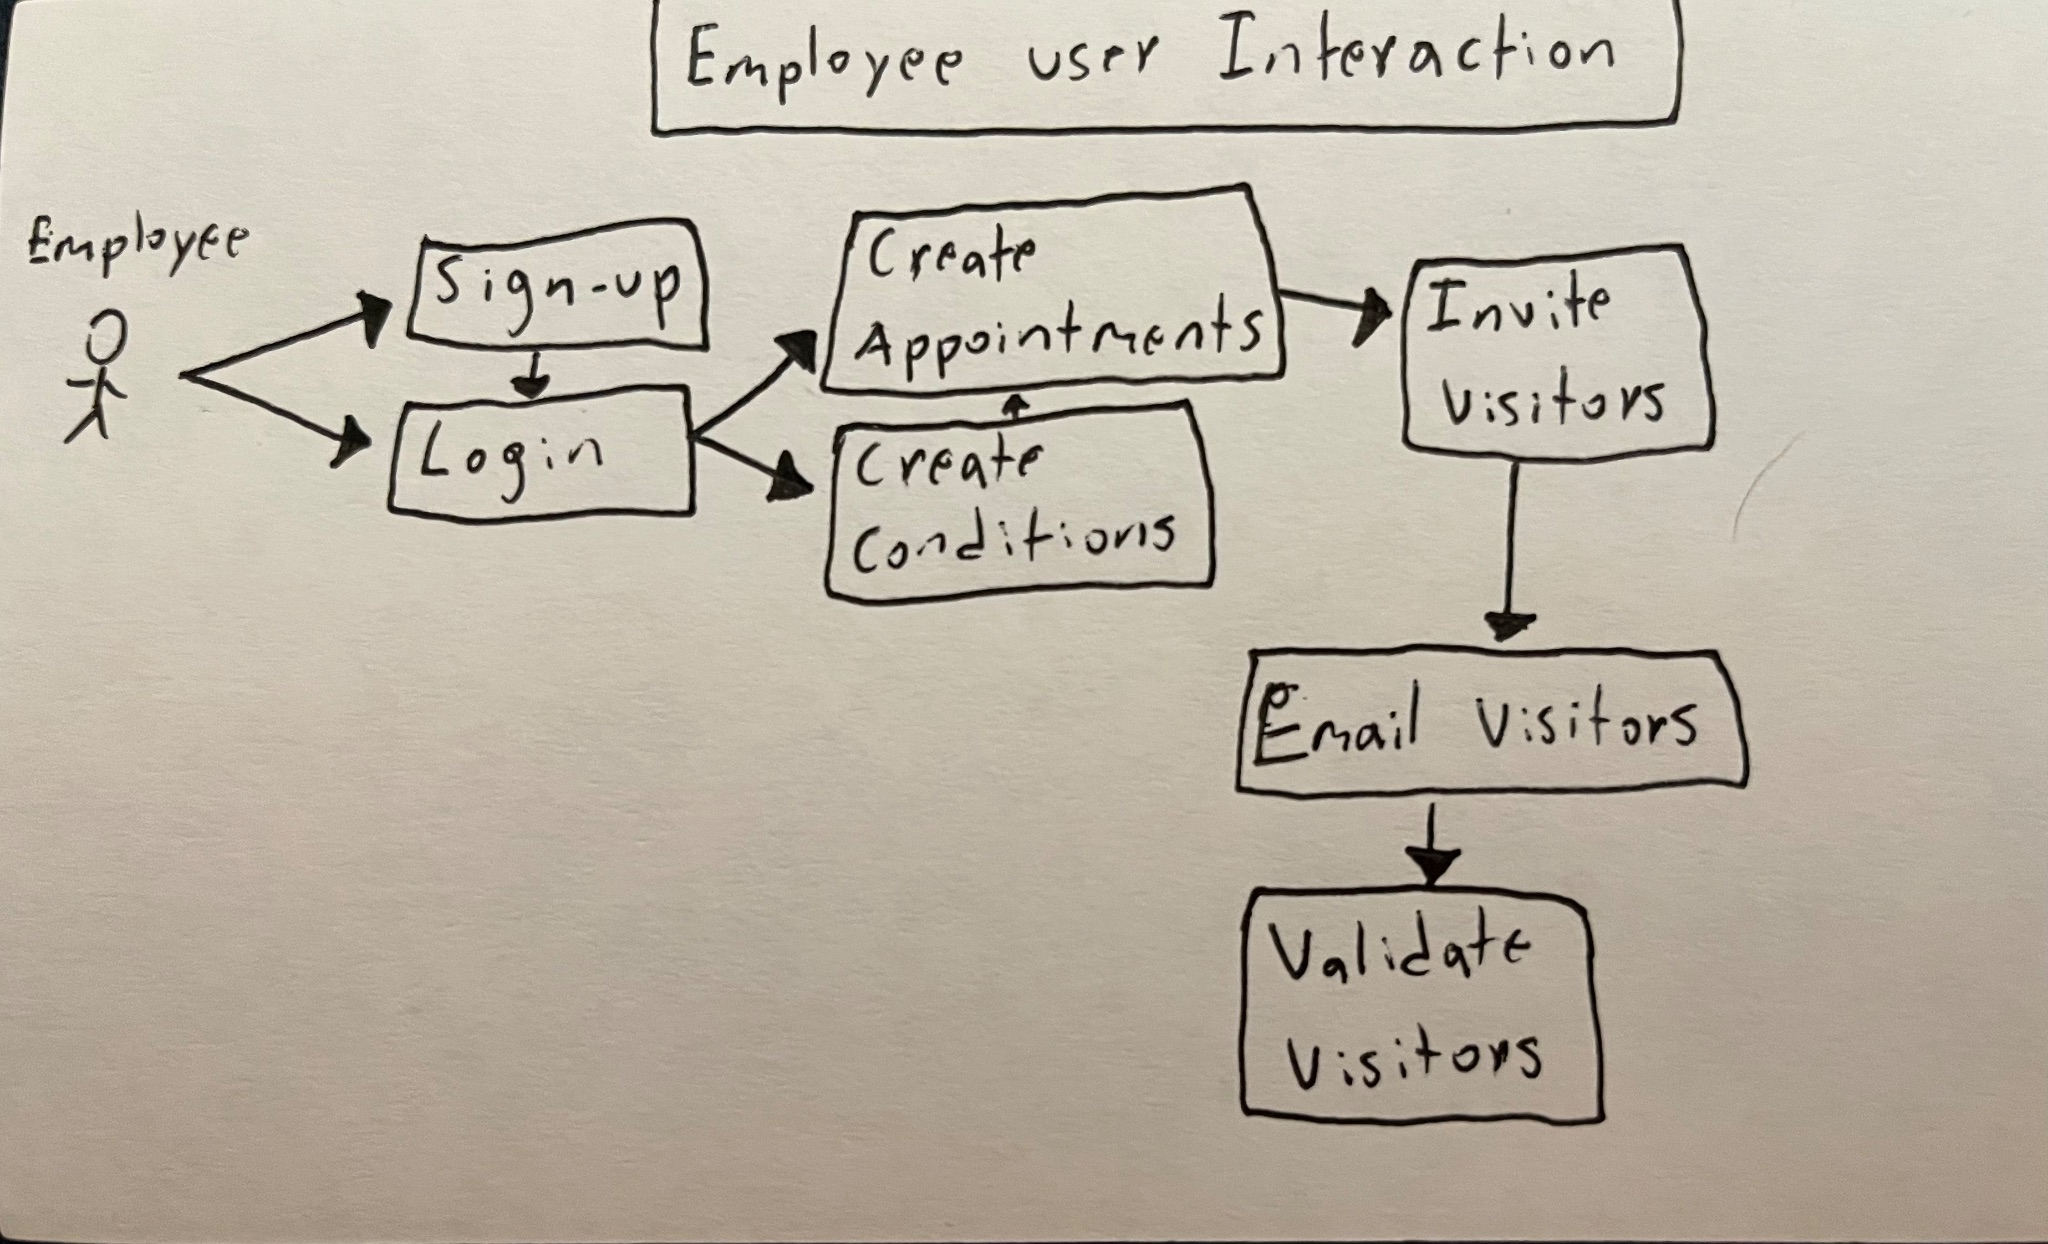 Employee user Interaction
Employee
Sign-up
Login
Create
Appointments
Create
Conditions
Invite
Visitors
Email Visitors
Validate
Visitors